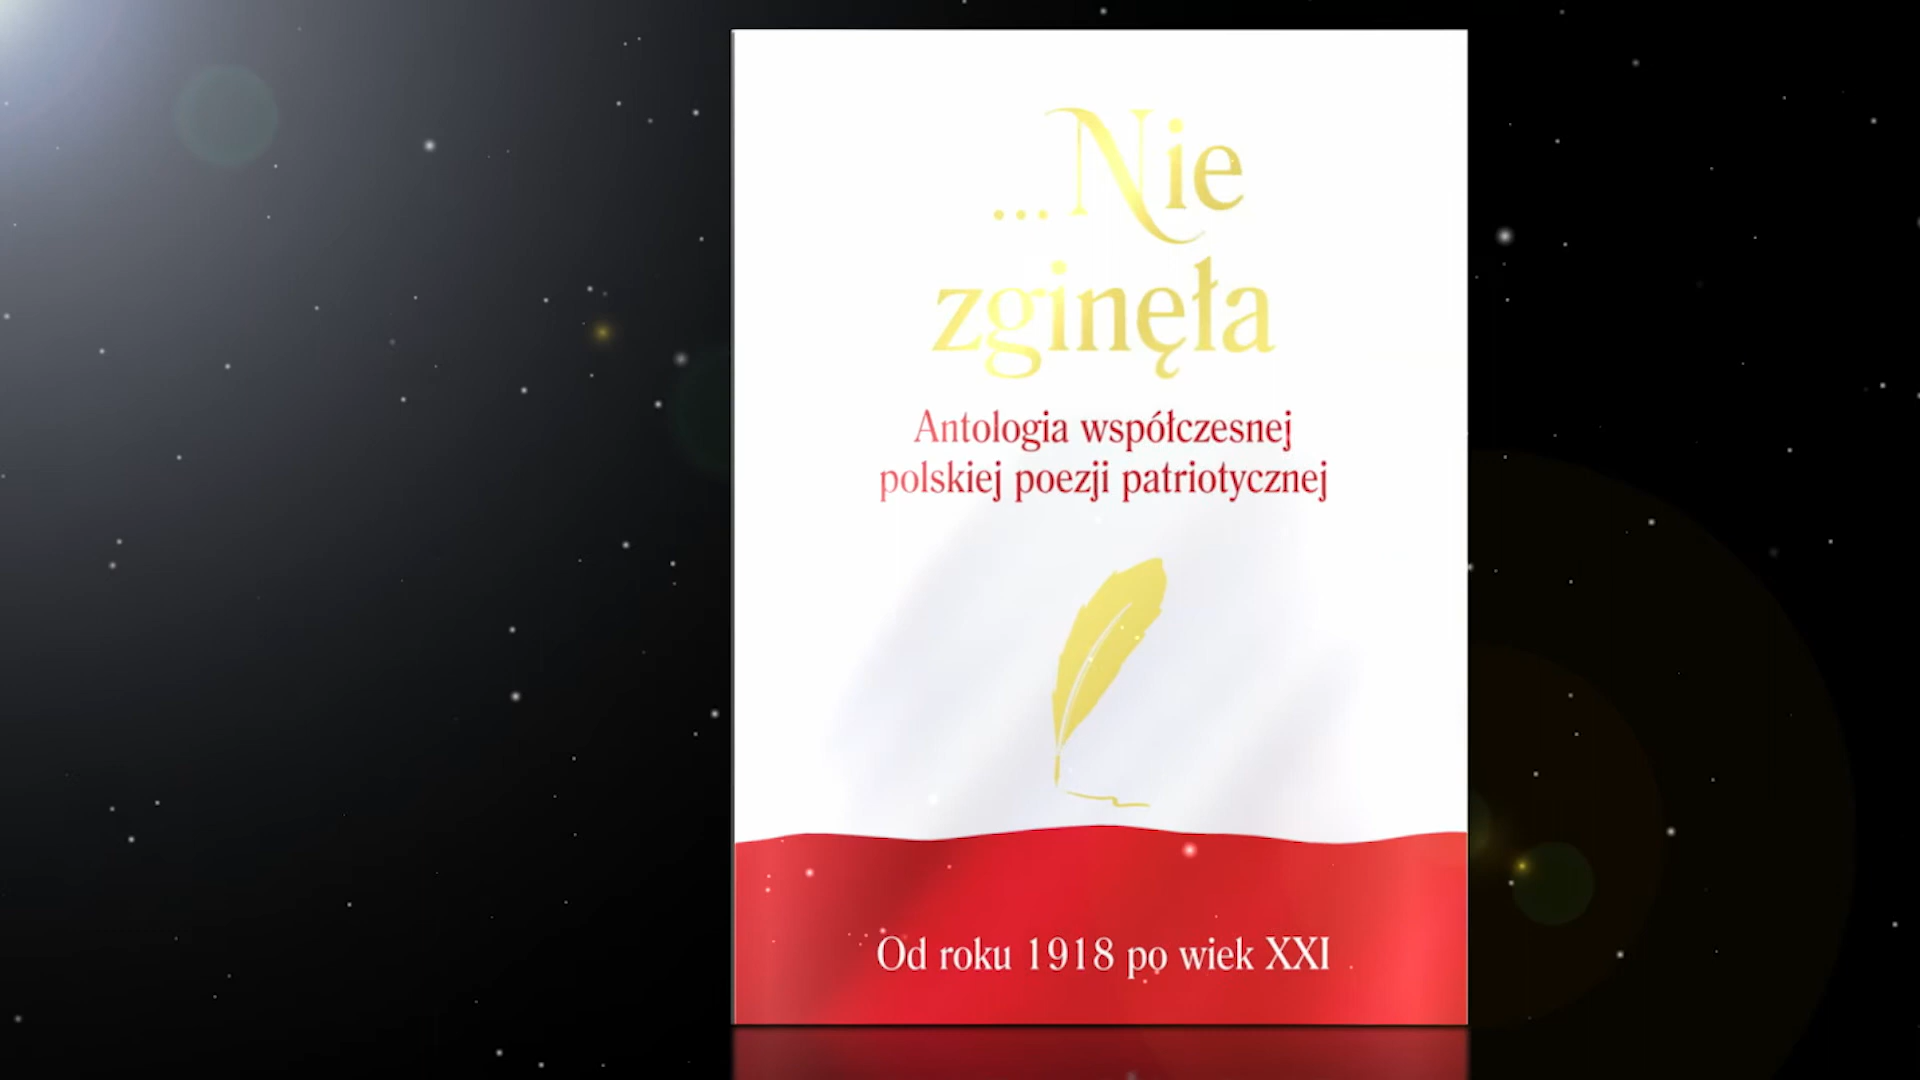 ...Nie
zginęła
Antologia współczesnej
polskiej poezji patriotycznej
Od roku 1918 po wiek XXI